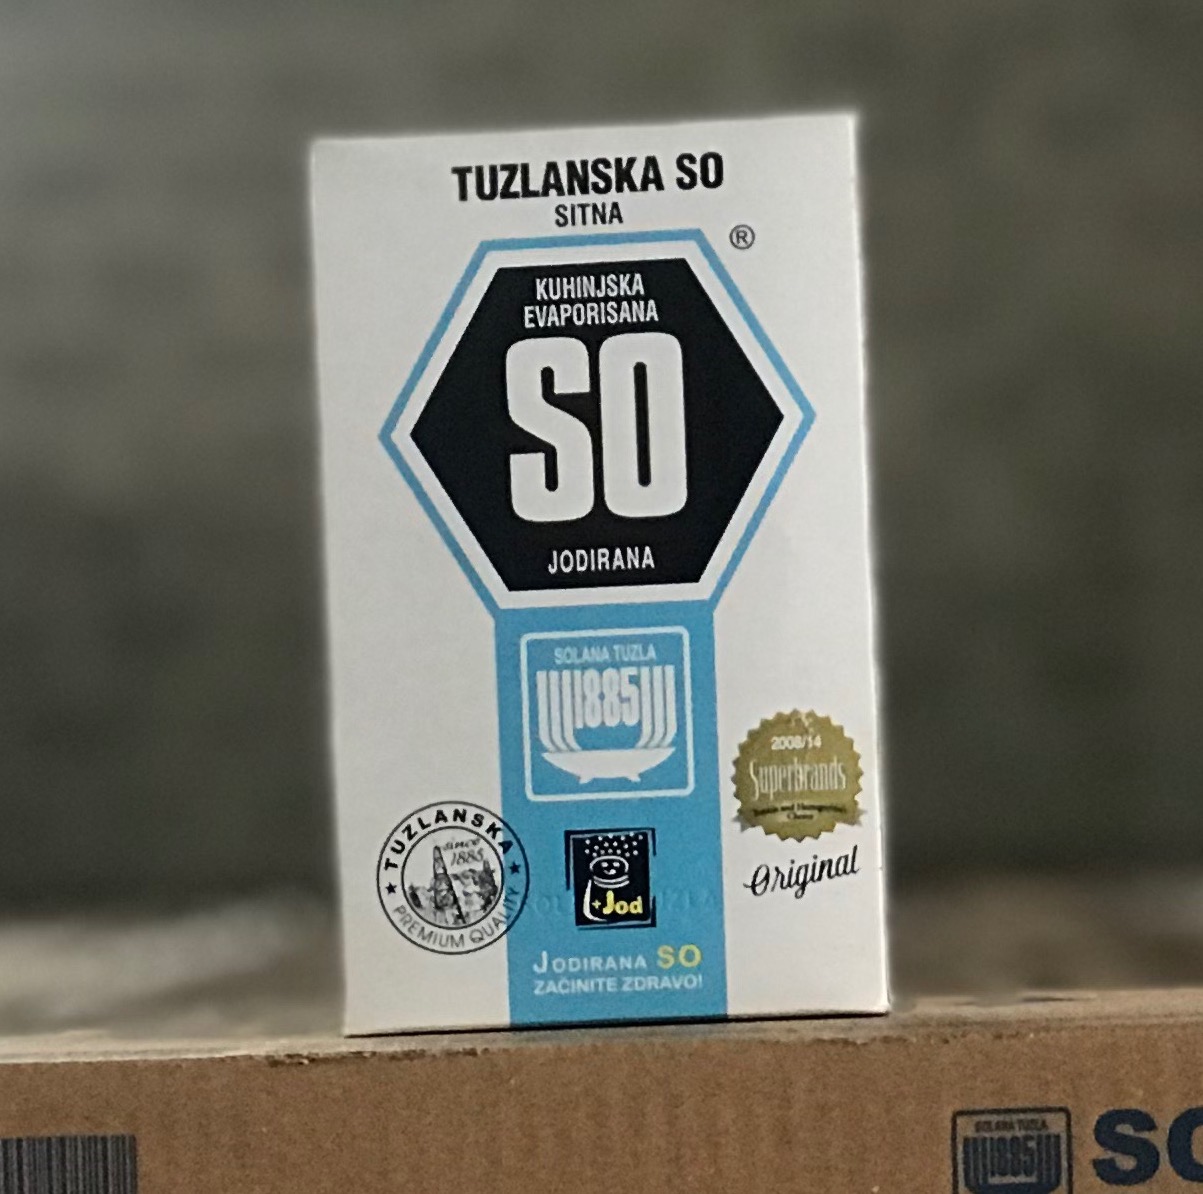 TUZLANSKA SO
SITNA
®
KUHINJSKA
EVAPORISANA
SO
JODIRANA
SOLANA TUZLA
1885
2008/14
Superbrands
Original
TUZLANSKA
since
1885
PREMIUM QUALITY
+Jod
JODIRANA SO
ZAČINITE ZDRAVO!
SOLANA TUZLA
1885
SO